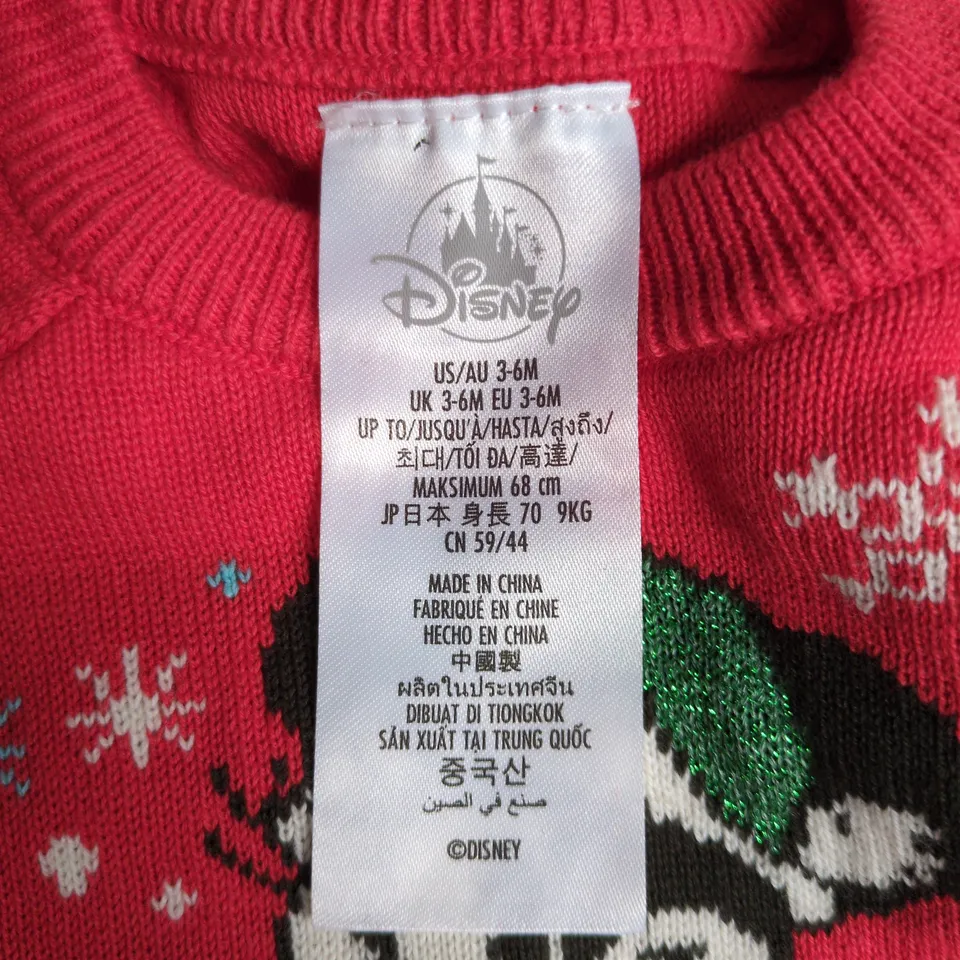 DISNEY
US/AU 3-6M
UK 3-6M EU 3-6M
UP TO/JUSQU'À/HASTA/สูงถึง/
최대/TỐI ĐA/高達/
MAKSIMUM 68 cm
JP日本 身長 70 9KG
CN 59/44
MADE IN CHINA
FABRIQUÉ EN CHINE
HECHO EN CHINA
中國製
ผลิตในประเทศจีน
DIBUAT DI TIONGKOK
SẢN XUẤT TẠI TRUNG QUỐC
중국산
صنع في الصين
©DISNEY